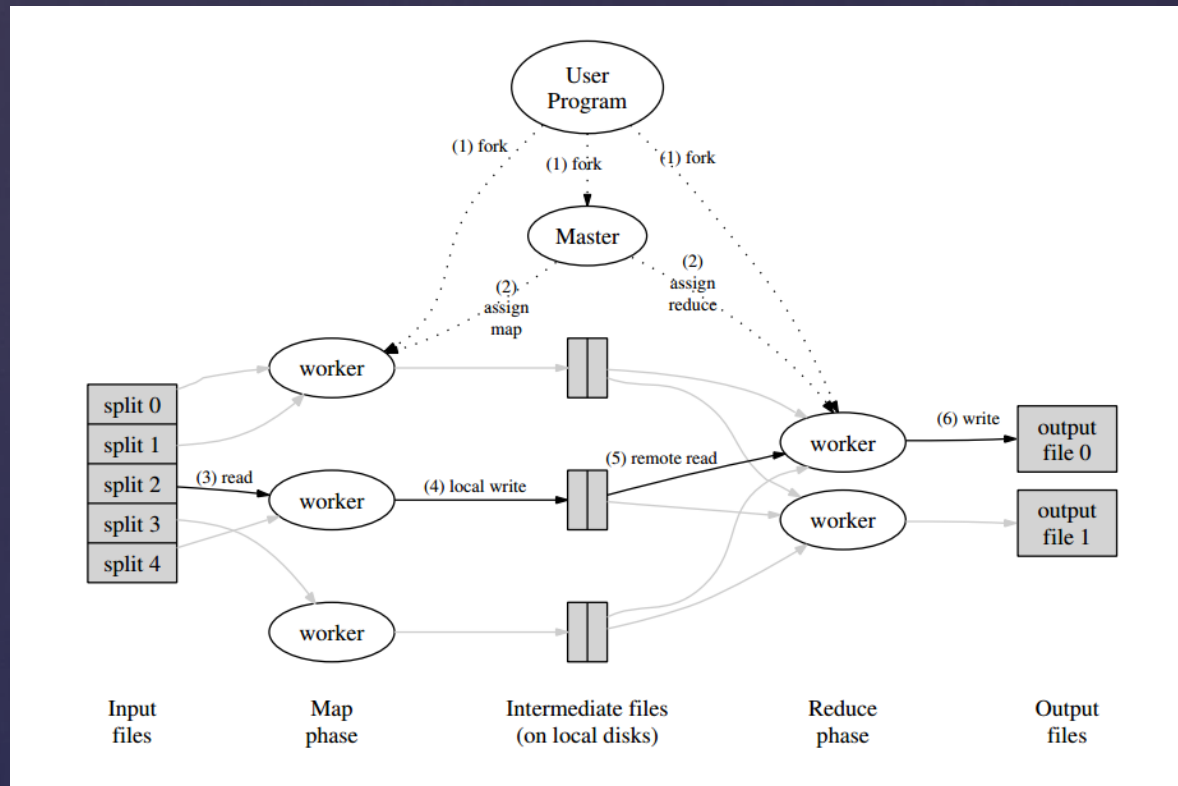 User
Program
(1) fork
(1) fork
(1) fork
Master
(2)
assign
map
(2)
assign
reduce
worker
split 0
split 1
split 2
split 3
split 4
(3) read
worker
(4) local write
(5) remote read
worker
(6) write
output
file 0
worker
output
file 1
worker
Input
files
Map
phase
Intermediate files
(on local disks)
Reduce
phase
Output
files